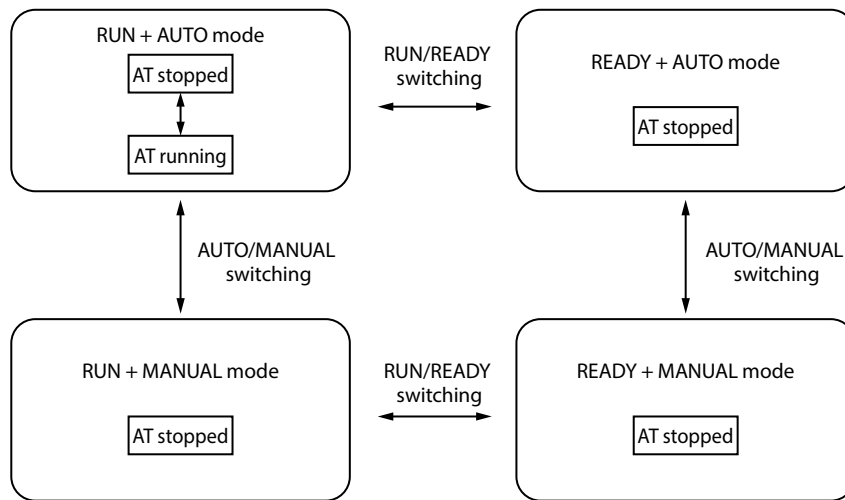 RUN + AUTO mode
AT stopped
AT running
RUN/READY
switching
READY + AUTO mode
AT stopped
AUTO/MANUAL
switching
AUTO/MANUAL
switching
RUN + MANUAL mode
AT stopped
RUN/READY
switching
READY + MANUAL mode
AT stopped